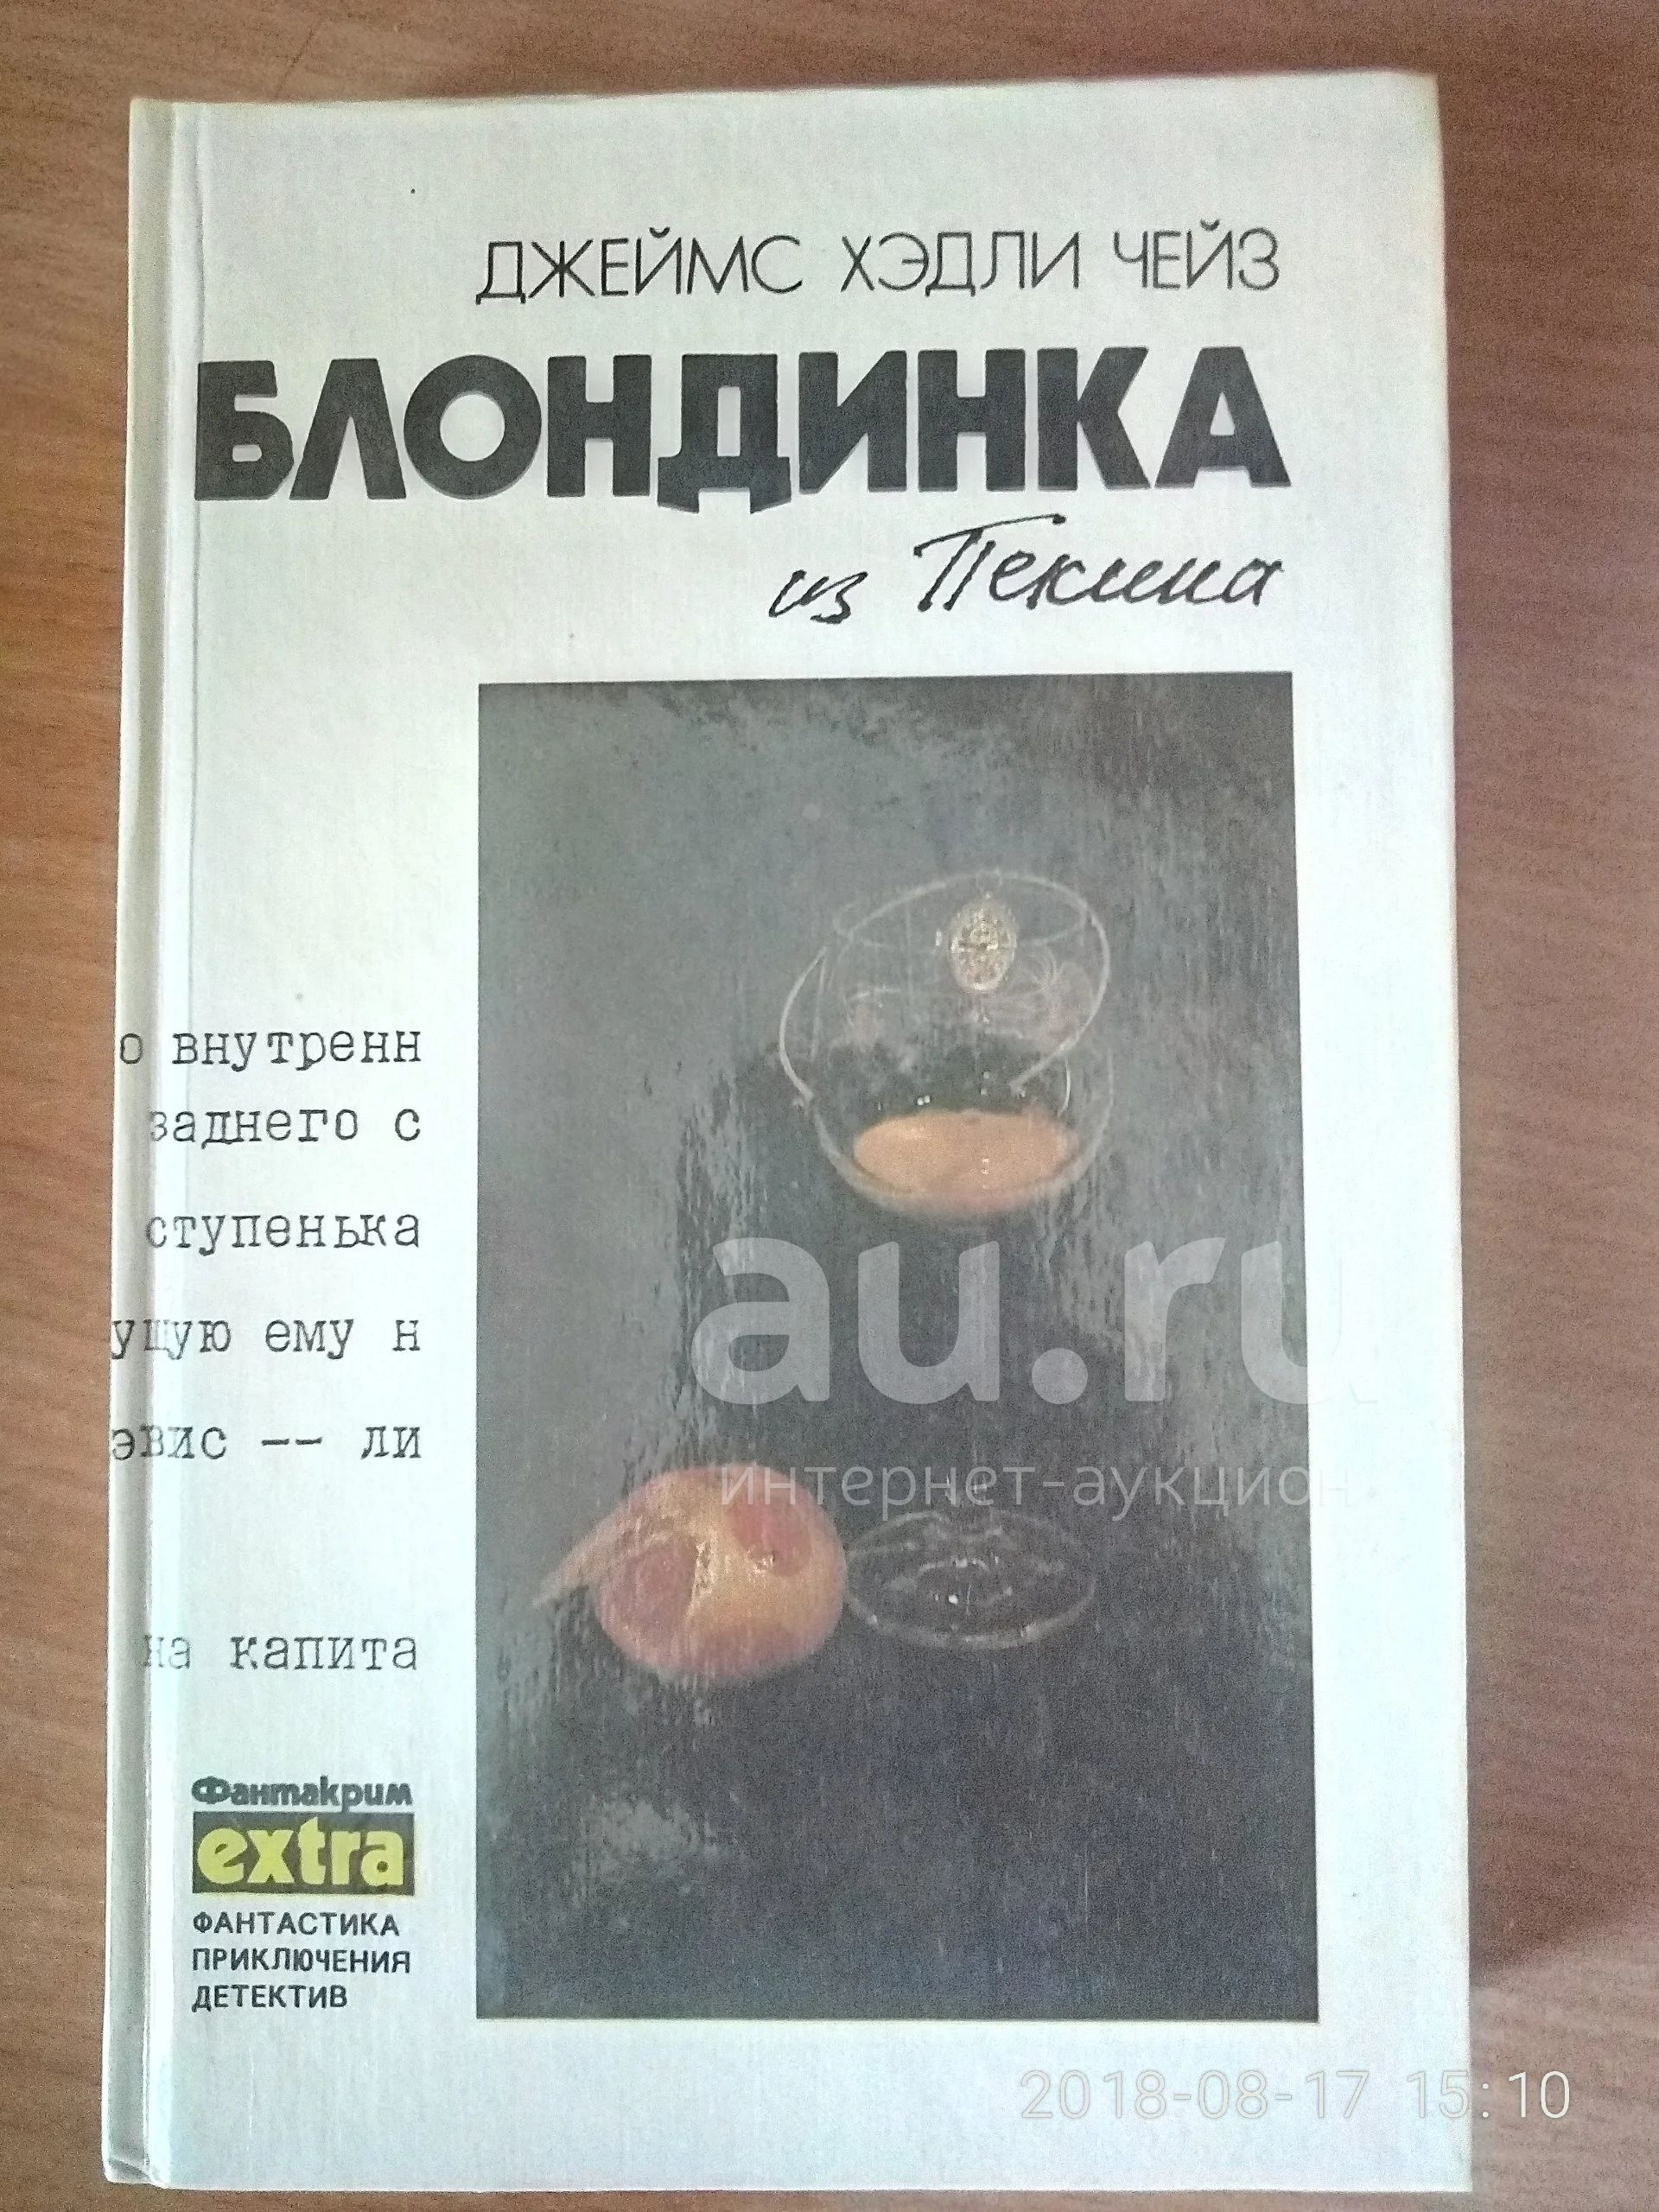 ДЖЕЙМС ХЭДЛИ ЧЕЙЗ
БЛОНДИНКА
из Пекина
о внутренн
заднего с
ступенька
ущую ему н
эвис -- ли
на капита
au.ru
интернет-аукцион
Фантакрим
extra
ФАНТАСТИКА
ПРИКЛЮЧЕНИЯ
ДЕТЕКТИВ
2018-08-17 15:10